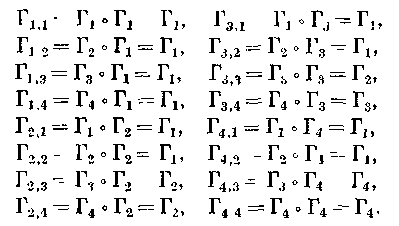 Γ₁,₁ · Γ₁ ∘ Γ₁ Γ₁, Γ₃,₁ Γ₁ ∘ Γ₃ = Γ₁,
Γ₁ ₂ = Γ₂ ∘ Γ₁ = Γ₁, Γ₃,₂ = Γ₂ ∘ Γ₃ = Γ₁,
Γ₁,₃ = Γ₃ ∘ Γ₁ = Γ₁, Γ₃,₃ = Γ₃ ∘ Γ₃ = Γ₂,
Γ₁,₄ = Γ₄ ∘ Γ₁ = Γ₁, Γ₃,₄ = Γ₄ ∘ Γ₃ = Γ₃,
Γ₂,₁ = Γ₁ ∘ Γ₂ = Γ₁, Γ₄,₁ = Γ₁ ∘ Γ₄ = Γ₁,
Γ₂,₂ - Γ₂ ∘ Γ₂ = Γ₁, Γ₄,₂ - Γ₂ ∘ Γ₄ = Γ₁,
Γ₂,₃ - Γ₃ ∘ Γ₂ Γ₂, Γ₄,₃ - Γ₃ ∘ Γ₄ Γ₄,
Γ₂,₄ = Γ₄ ∘ Γ₂ = Γ₂, Γ₄ ₄ = Γ₄ ∘ Γ₄ = Γ₄.